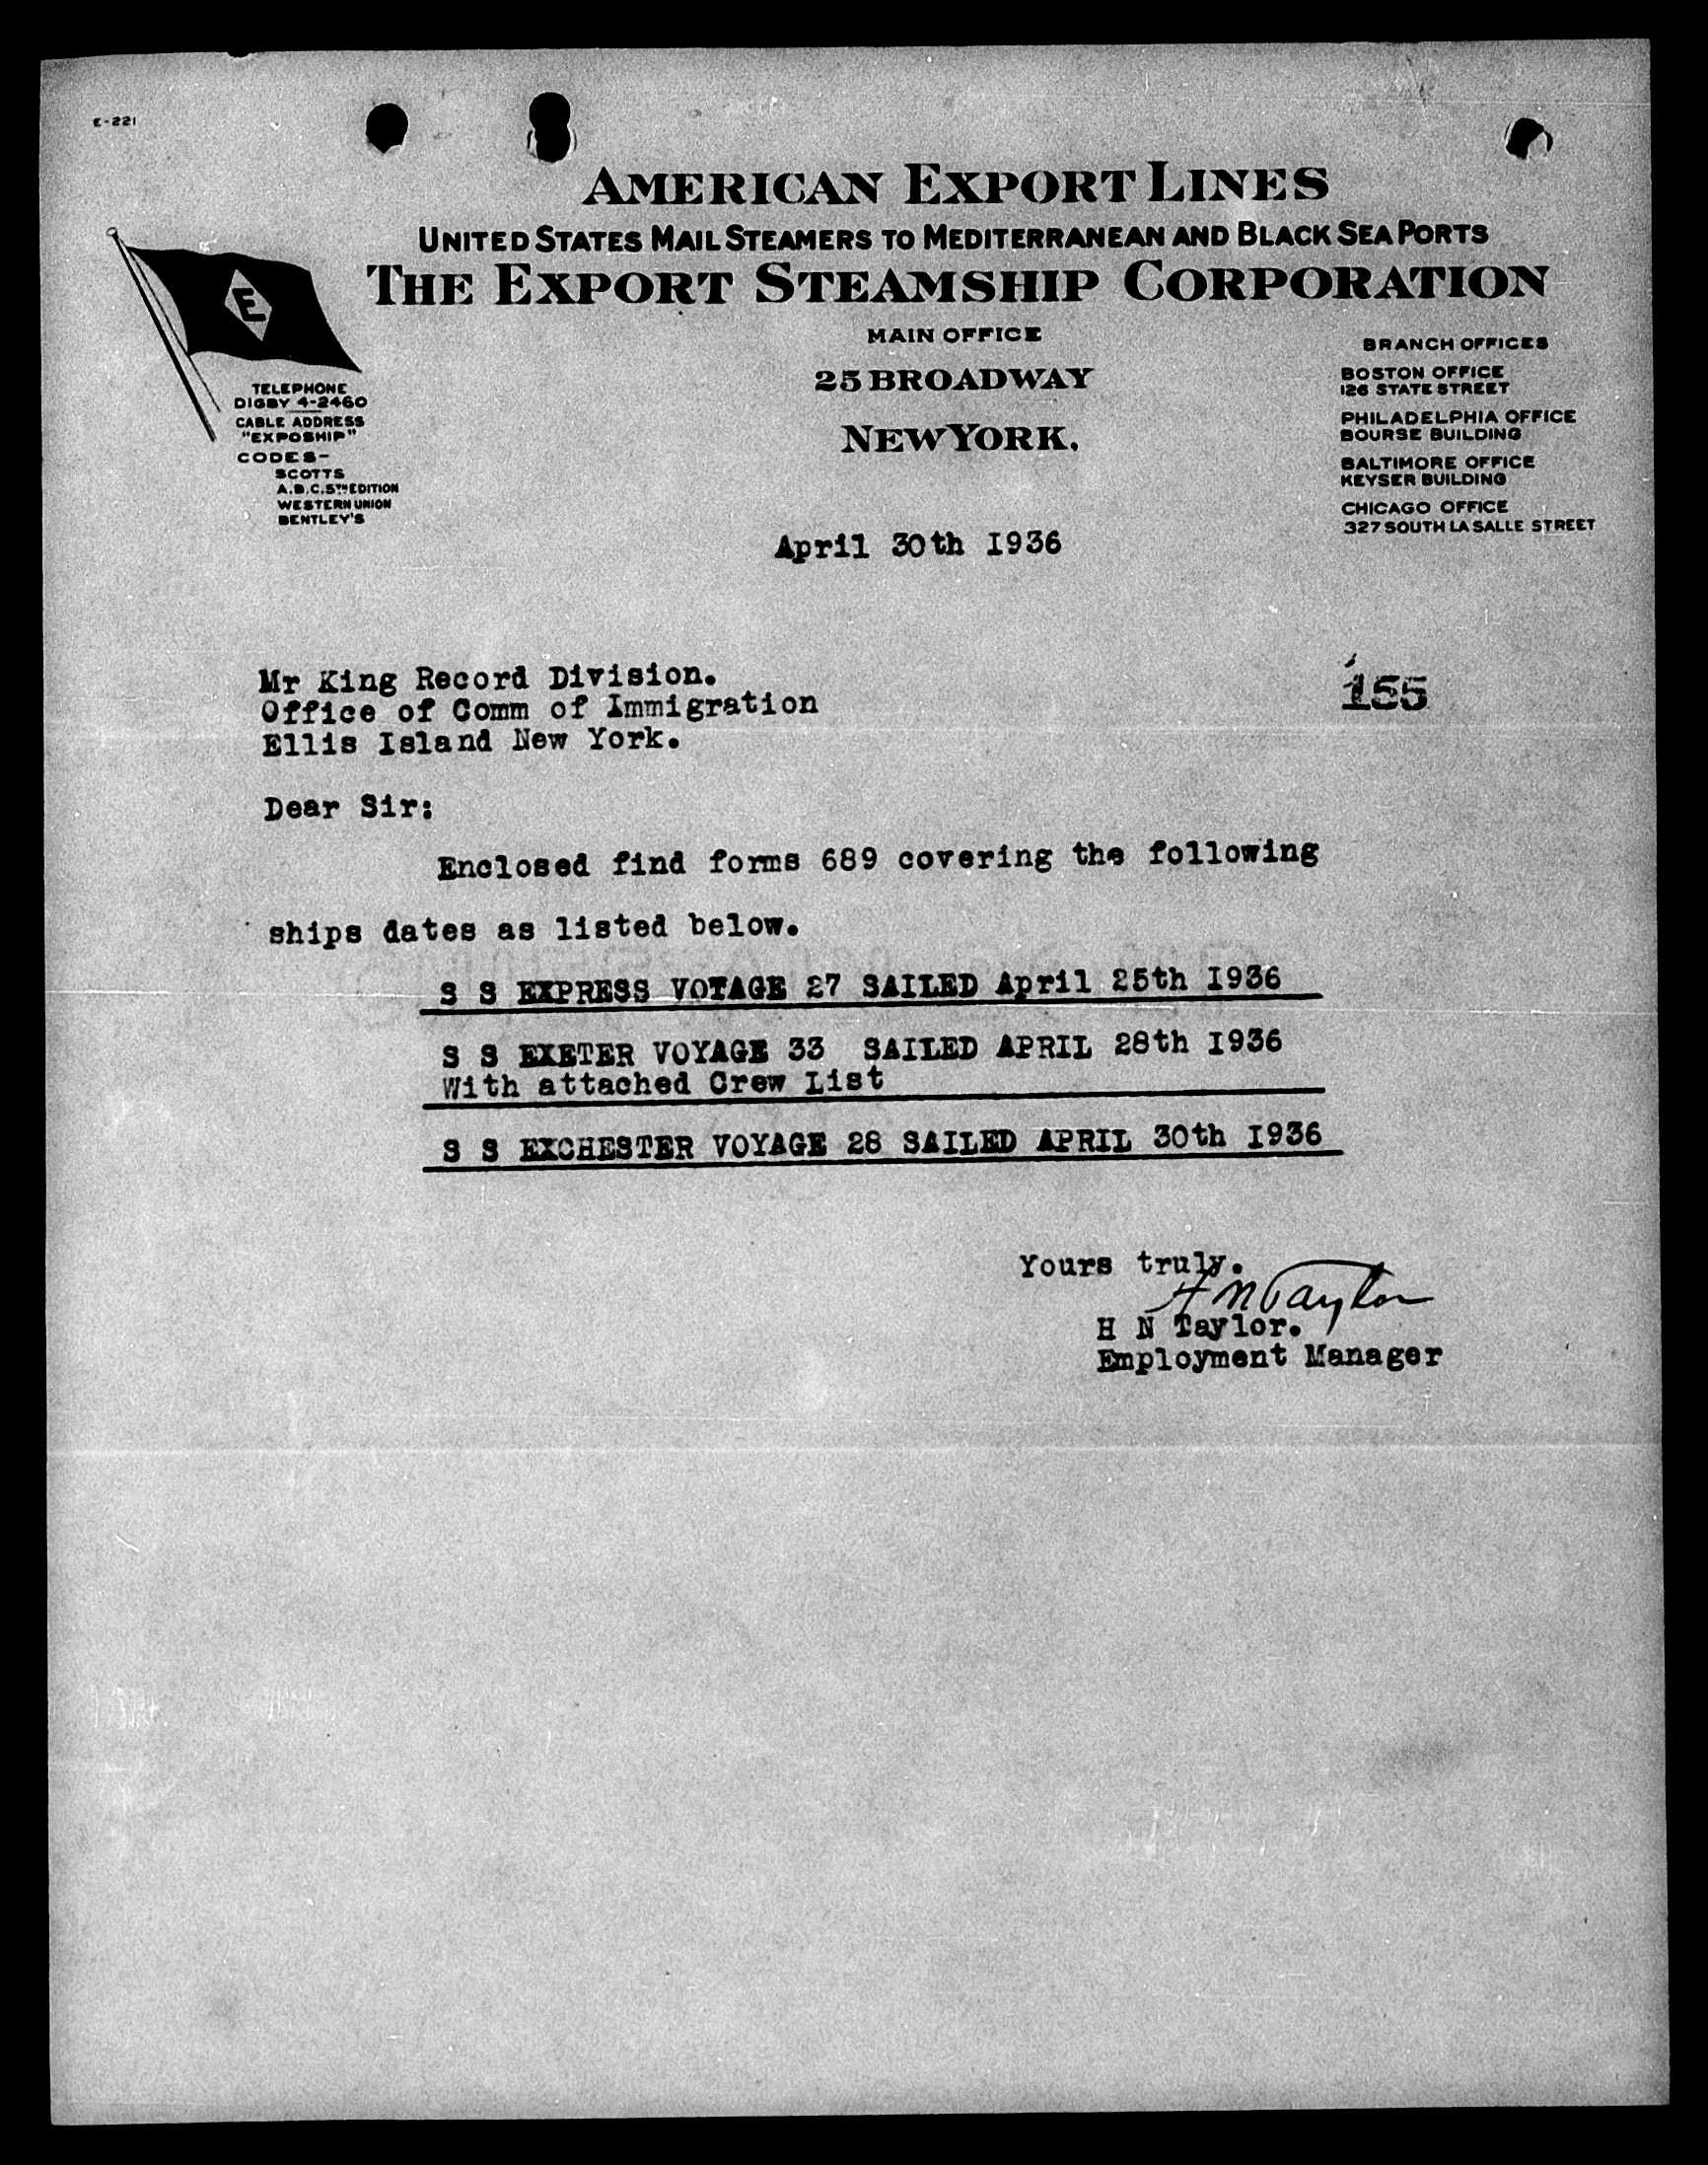 E-221
AMERICAN EXPORT LINES
UNITED STATES MAIL STEAMERS TO MEDITERRANEAN AND BLACK SEA PORTS
THE EXPORT STEAMSHIP CORPORATION
E
TELEPHONE
DIGBY 4-2460
CABLE ADDRESS
"EXPOSHIP"
CODES-
SCOTTS
A.B.C. 5TH EDITION
WESTERN UNION
BENTLEY'S
MAIN OFFICE
25 BROADWAY
NEW YORK,
BRANCH OFFICES
BOSTON OFFICE
126 STATE STREET
PHILADELPHIA OFFICE
BOURSE BUILDING
BALTIMORE OFFICE
KEYSER BUILDING
CHICAGO OFFICE
327 SOUTH LA SALLE STREET
April 30th 1936
Mr King Record Division.
Office of Comm of Immigration
Ellis Island New York.
155
Dear Sir:
Enclosed find forms 689 covering the following
ships dates as listed below.
S S EXPRESS VOYAGE 27 SAILED April 25th 1936
S S EXETER VOYAGE 33 SAILED APRIL 28th 1936
With attached Crew List
S S EXCHESTER VOYAGE 28 SAILED APRIL 30th 1936
Yours truly.
H N Taylor
H N Taylor.
Employment Manager